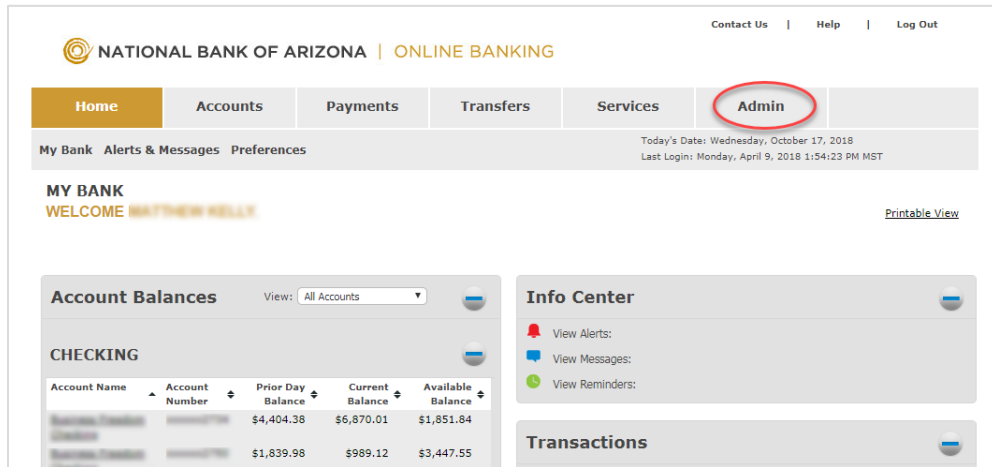 Contact Us | Help | Log Out
NATIONAL BANK OF ARIZONA | ONLINE BANKING
Home Accounts Payments Transfers Services Admin
My Bank Alerts & Messages Preferences
Today's Date: Wednesday, October 17, 2018
Last Login: Monday, April 9, 2018 1:54:23 PM MST
MY BANK
WELCOME
Printable View
Account Balances View: All Accounts
CHECKING
Account Name Account Number Prior Day Balance Current Balance Available Balance
$4,404.38 $6,870.01 $1,851.84
$1,839.98 $989.12 $3,447.55
Info Center
View Alerts:
View Messages:
View Reminders:
Transactions